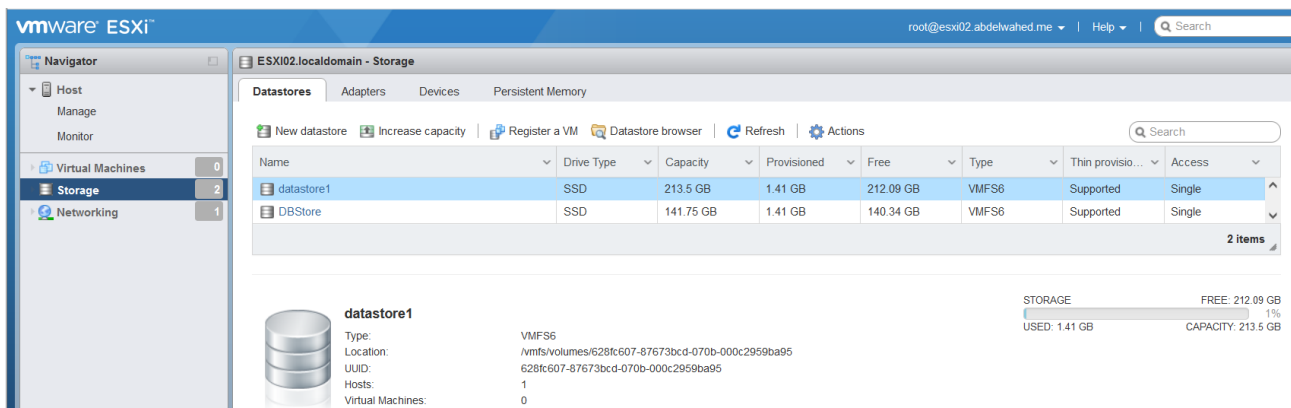 vmware ESXi™
root@esxi02.abdelwahed.me | Help | Search
Navigator
Host
Manage
Monitor
Virtual Machines 0
Storage 2
Networking 1
ESXI02.localdomain - Storage
Datastores Adapters Devices Persistent Memory
New datastore Increase capacity | Register a VM Datastore browser | Refresh | Actions Search
Name Drive Type Capacity Provisioned Free Type Thin provisio... Access
datastore1 SSD 213.5 GB 1.41 GB 212.09 GB VMFS6 Supported Single
DBStore SSD 141.75 GB 1.41 GB 140.34 GB VMFS6 Supported Single
2 items
datastore1
Type: VMFS6
Location: /vmfs/volumes/628fc607-87673bcd-070b-000c2959ba95
UUID: 628fc607-87673bcd-070b-000c2959ba95
Hosts: 1
Virtual Machines: 0
STORAGE FREE: 212.09 GB
1%
USED: 1.41 GB CAPACITY: 213.5 GB